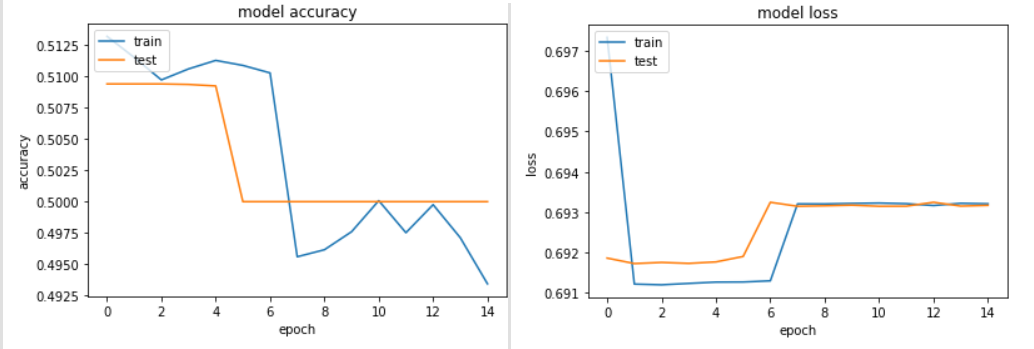 model accuracy
train
test
0.5125
0.5100
0.5075
0.5050
0.5025
0.5000
0.4975
0.4950
0.4925
accuracy
0 2 4 6 8 10 12 14
epoch
model loss
train
test
0.697
0.696
0.695
0.694
0.693
0.692
0.691
loss
0 2 4 6 8 10 12 14
epoch